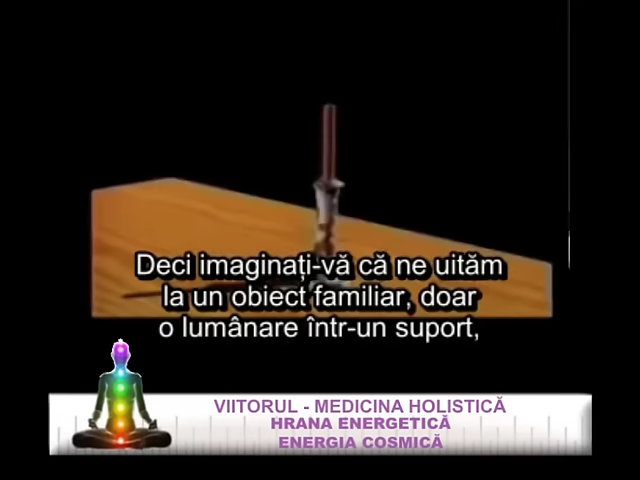 Deci imaginați-vă că ne uităm
la un obiect familiar, doar
o lumânare într-un suport,
VIITORUL - MEDICINA HOLISTICĂ
HRANA ENERGETICĂ
ENERGIA COSMICĂ